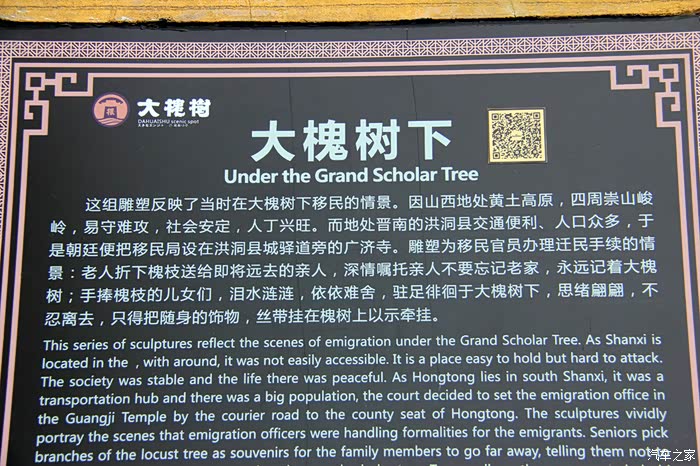 大槐树
DAHUAISHU scenic spot
大槐树下
Under the Grand Scholar Tree
这组雕塑反映了当时在大槐树下移民的情景。因山西地处黄土高原，四周崇山峻
岭，易守难攻，社会安定，人丁兴旺。而地处晋南的洪洞县交通便利、人口众多，于
是朝廷便把移民局设在洪洞县城驿道旁的广济寺。雕塑为移民官员办理迁民手续的情
景：老人折下槐枝送给即将远去的亲人，深情嘱托亲人不要忘记老家，永远记着大槐
树；手捧槐枝的儿女们，泪水涟涟，依依难舍，驻足徘徊于大槐树下，思绪翩翩，不
忍离去，只得把随身的饰物，丝带挂在槐树上以示牵挂。
This series of sculptures reflect the scenes of emigration under the Grand Scholar Tree. As Shanxi is
located in the , with around, it was not easily accessible. It is a place easy to hold but hard to attack.
The society was stable and the life there was peaceful. As Hongtong lies in south Shanxi, it was a
transportation hub and there was a big population, the court decided to set the emigration office in
the Guangji Temple by the courier road to the county seat of Hongtong. The sculptures vividly
portray the scenes that emigration officers were handling formalities for the emigrants. Seniors pick
branches of the locust tree as souvenirs for the family members to go far away, telling them not to
汽车之家